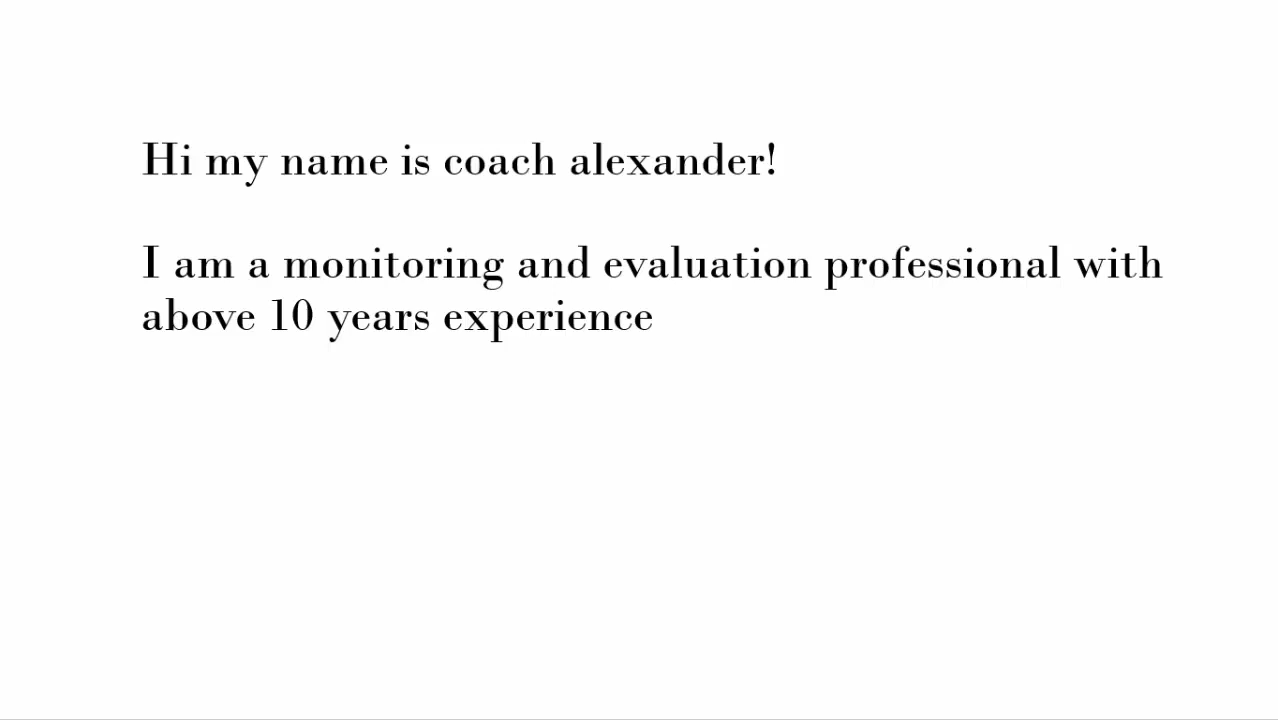 Hi my name is coach alexander!
I am a monitoring and evaluation professional with
above 10 years experience